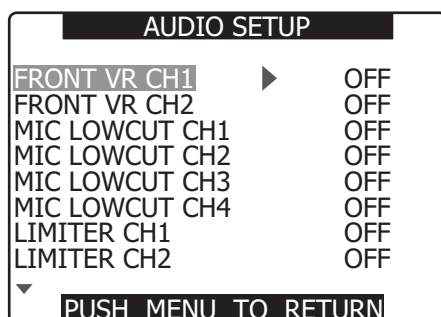 AUDIO SETUP
FRONT VR CH1 OFF
FRONT VR CH2 OFF
MIC LOWCUT CH1 OFF
MIC LOWCUT CH2 OFF
MIC LOWCUT CH3 OFF
MIC LOWCUT CH4 OFF
LIMITER CH1 OFF
LIMITER CH2 OFF
PUSH MENU TO RETURN